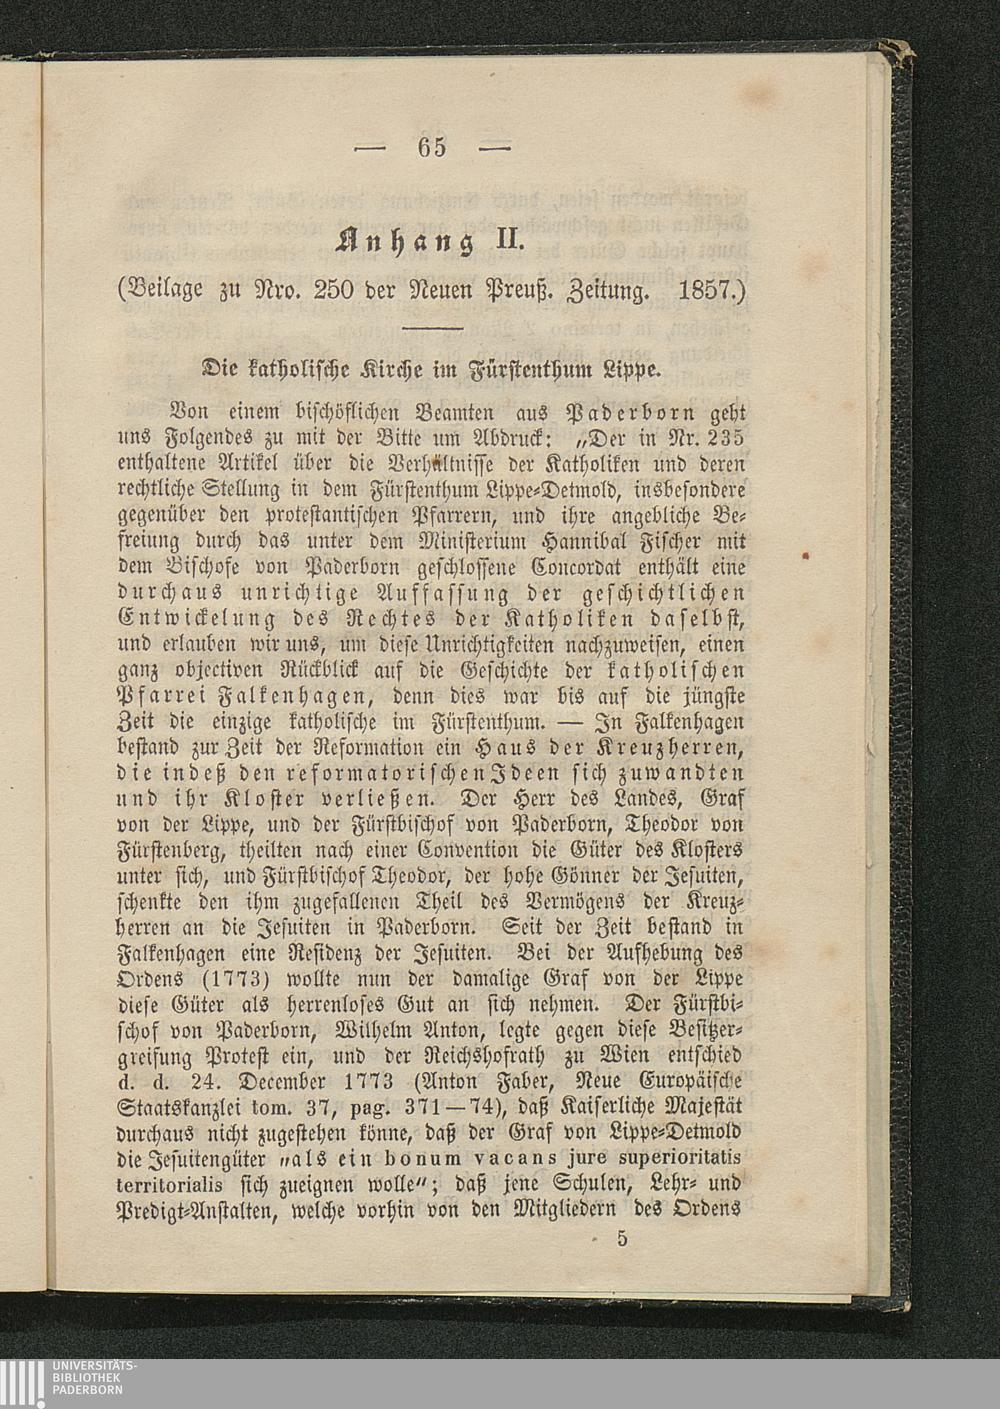 — 65 —
Anhang II.
(Beilage zu Nro. 250 der Neuen Preuß. Zeitung. 1857.)
Die katholische Kirche im Fürstenthum Lippe.
Von einem bischöflichen Beamten aus Paderborn geht
uns Folgendes zu mit der Bitte um Abdruck: „Der in Nr. 235
enthaltene Artikel über die Verhältnisse der Katholiken und deren
rechtliche Stellung in dem Fürstenthum Lippe-Detmold, insbesondere
gegenüber den protestantischen Pfarrern, und ihre angebliche Be-
freiung durch das unter dem Ministerium Hannibal Fischer mit
dem Bischofe von Paderborn geschlossene Concordat enthält eine
durchaus unrichtige Auffassung der geschichtlichen
Entwickelung des Rechtes der Katholiken daselbst,
und erlauben wir uns, um diese Unrichtigkeiten nachzuweisen, einen
ganz objectiven Rückblick auf die Geschichte der katholischen
Pfarrei Falkenhagen, denn dies war bis auf die jüngste
Zeit die einzige katholische im Fürstenthum. — In Falkenhagen
bestand zur Zeit der Reformation ein Haus der Kreuzherren,
die indeß den reformatorischen Ideen sich zuwandten
und ihr Kloster verließen. Der Herr des Landes, Graf
von der Lippe, und der Fürstbischof von Paderborn, Theodor von
Fürstenberg, theilten nach einer Convention die Güter des Klosters
unter sich, und Fürstbischof Theodor, der hohe Gönner der Jesuiten,
schenkte den ihm zugefallenen Theil des Vermögens der Kreuz-
herren an die Jesuiten in Paderborn. Seit der Zeit bestand in
Falkenhagen eine Residenz der Jesuiten. Bei der Aufhebung des
Ordens (1773) wollte nun der damalige Graf von der Lippe
diese Güter als herrenloses Gut an sich nehmen. Der Fürstbi-
schof von Paderborn, Wilhelm Anton, legte gegen diese Besitzer-
greifung Protest ein, und der Reichshofrath zu Wien entschied
d. d. 24. December 1773 (Anton Faber, Neue Europäische
Staatskanzlei tom. 37, pag. 371—74), daß Kaiserliche Majestät
durchaus nicht zugestehen könne, daß der Graf von Lippe-Detmold
die Jesuitengüter „als ein bonum vacans jure superioritatis
territorialis sich zueignen wolle“; daß jene Schulen, Lehr- und
Predigt-Anstalten, welche vorhin von den Mitgliedern des Ordens
5
UNIVERSITÄTS-
BIBLIOTHEK
PADERBORN